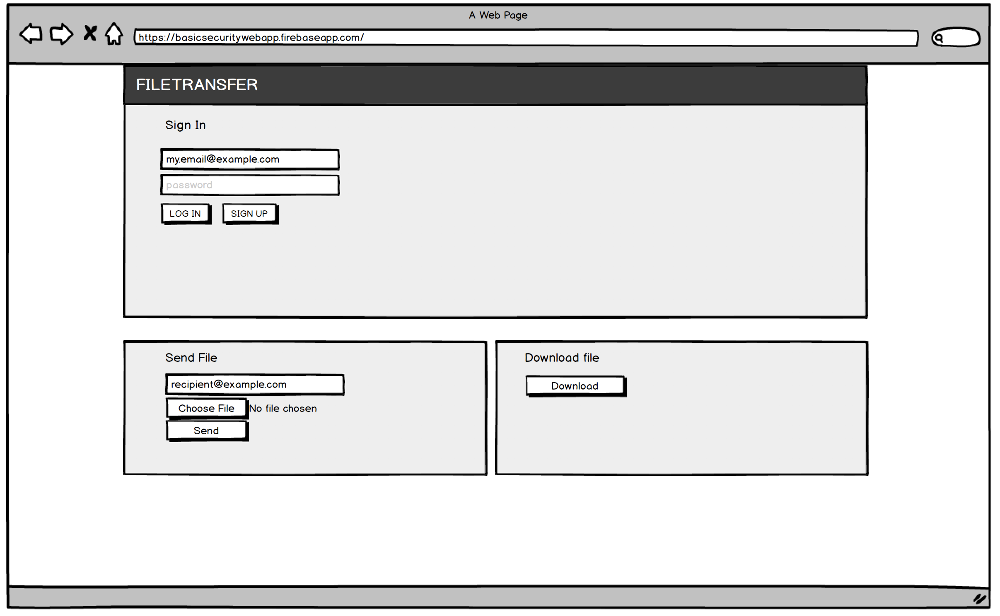 A Web Page
https://basicsecuritywebapp.firebaseapp.com/
FILETRANSFER
Sign In
my.email@example.com
password
LOG IN SIGN UP
Send File
recipient@example.com
Choose File No file chosen
Send
Download file
Download